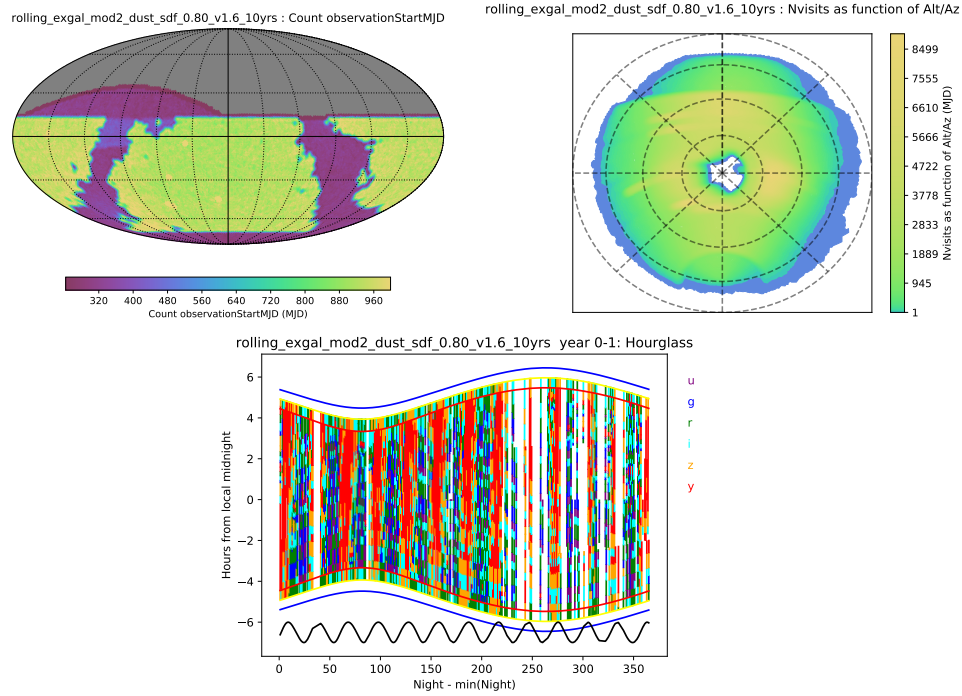 rolling_exgal_mod2_dust_sdf_0.80_v1.6_10yrs : Count observationStartMJD
320 400 480 560 640 720 800 880 960
Count observationStartMJD (MJD)
rolling_exgal_mod2_dust_sdf_0.80_v1.6_10yrs : Nvisits as function of Alt/Az
8499
7555
6610
5666
4722
3778
2833
1889
945
1
Nvisits as function of Alt/Az (MJD)
rolling_exgal_mod2_dust_sdf_0.80_v1.6_10yrs year 0-1: Hourglass
6
4
2
0
−2
−4
−6
Hours from local midnight
0 50 100 150 200 250 300 350
Night - min(Night)
u
g
r
i
z
y